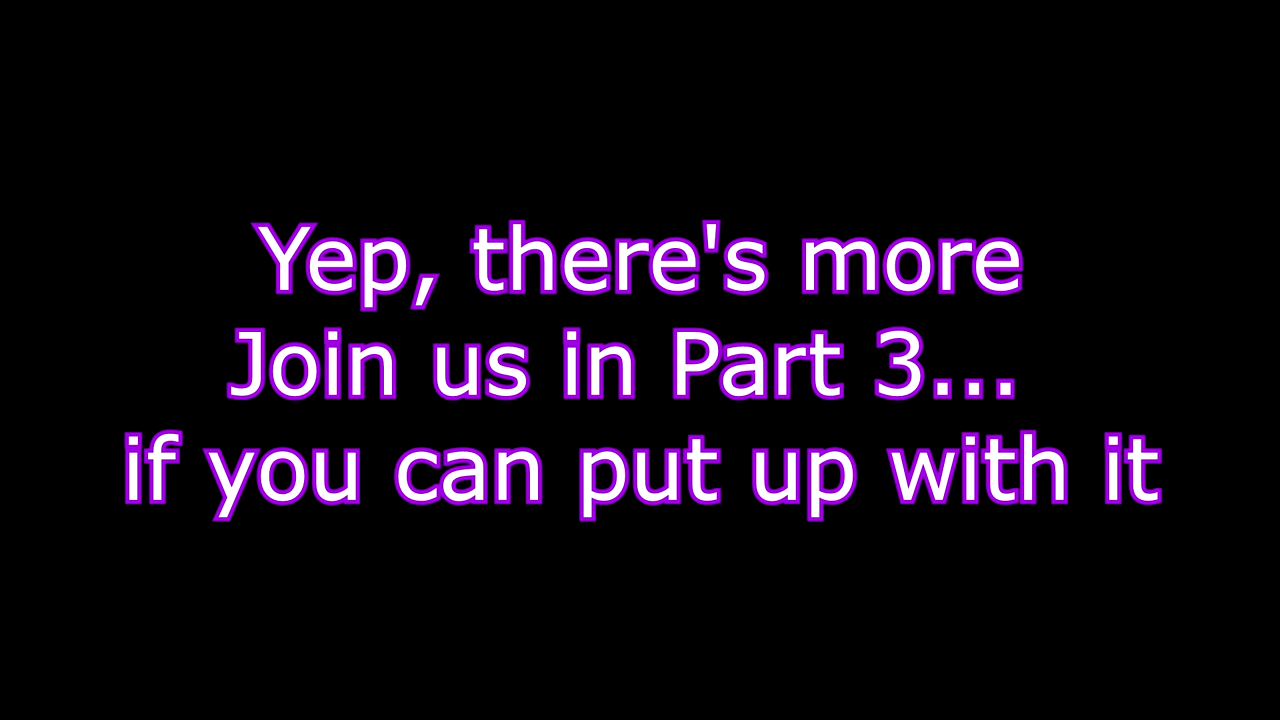 Yep, there's more
Join us in Part 3...
if you can put up with it